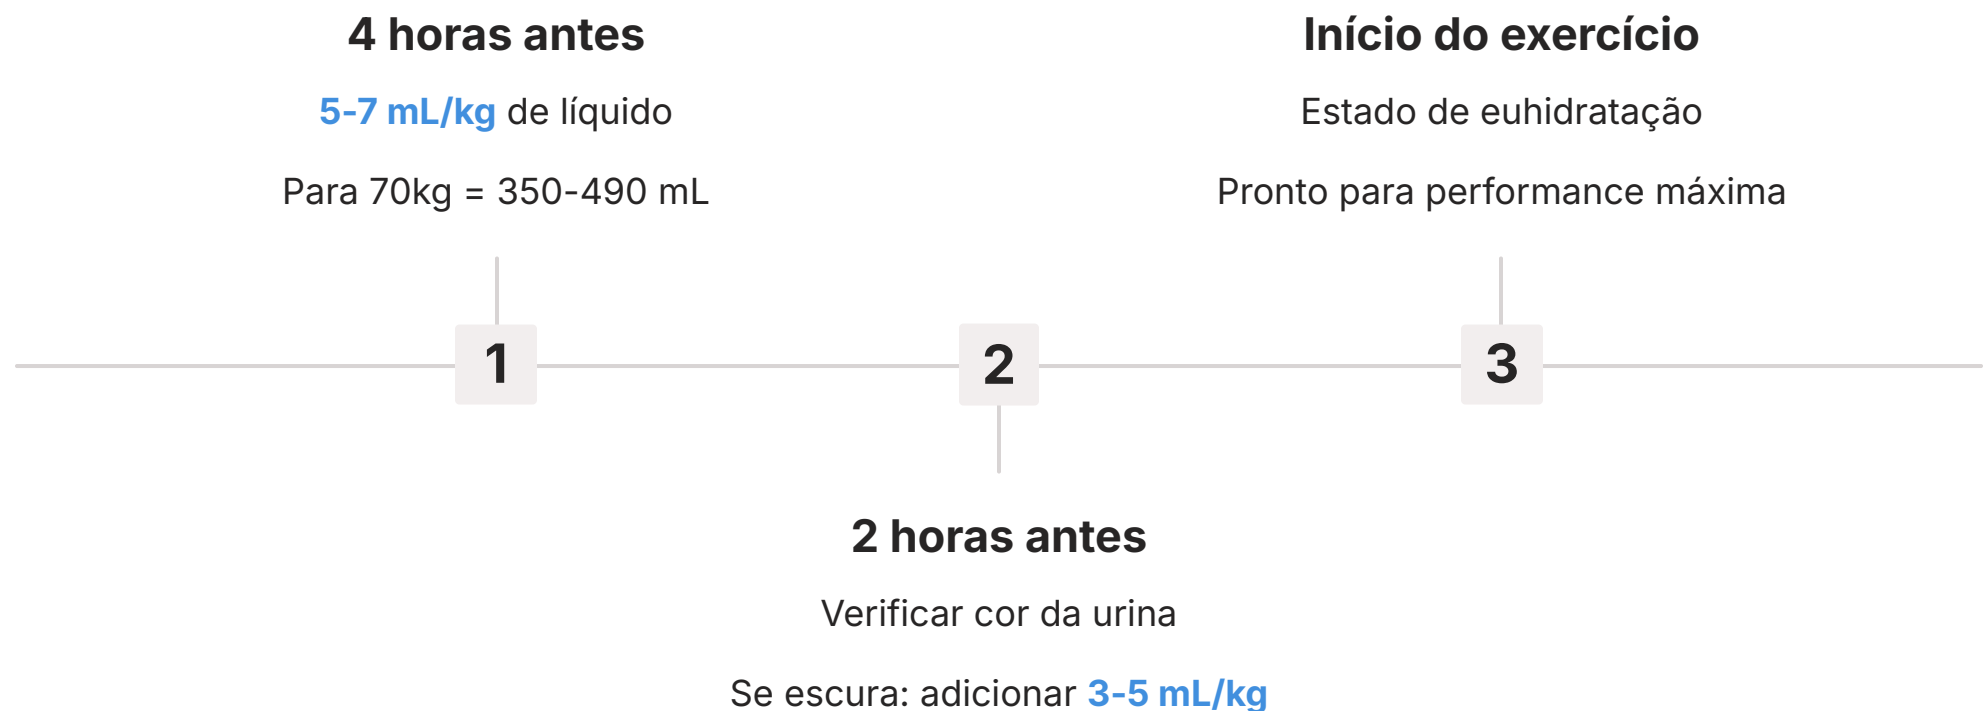 4 horas antes
5-7 mL/kg de líquido
Para 70kg = 350-490 mL
Início do exercício
Estado de euhidratação
Pronto para performance máxima
1
2
3
2 horas antes
Verificar cor da urina
Se escura: adicionar 3-5 mL/kg